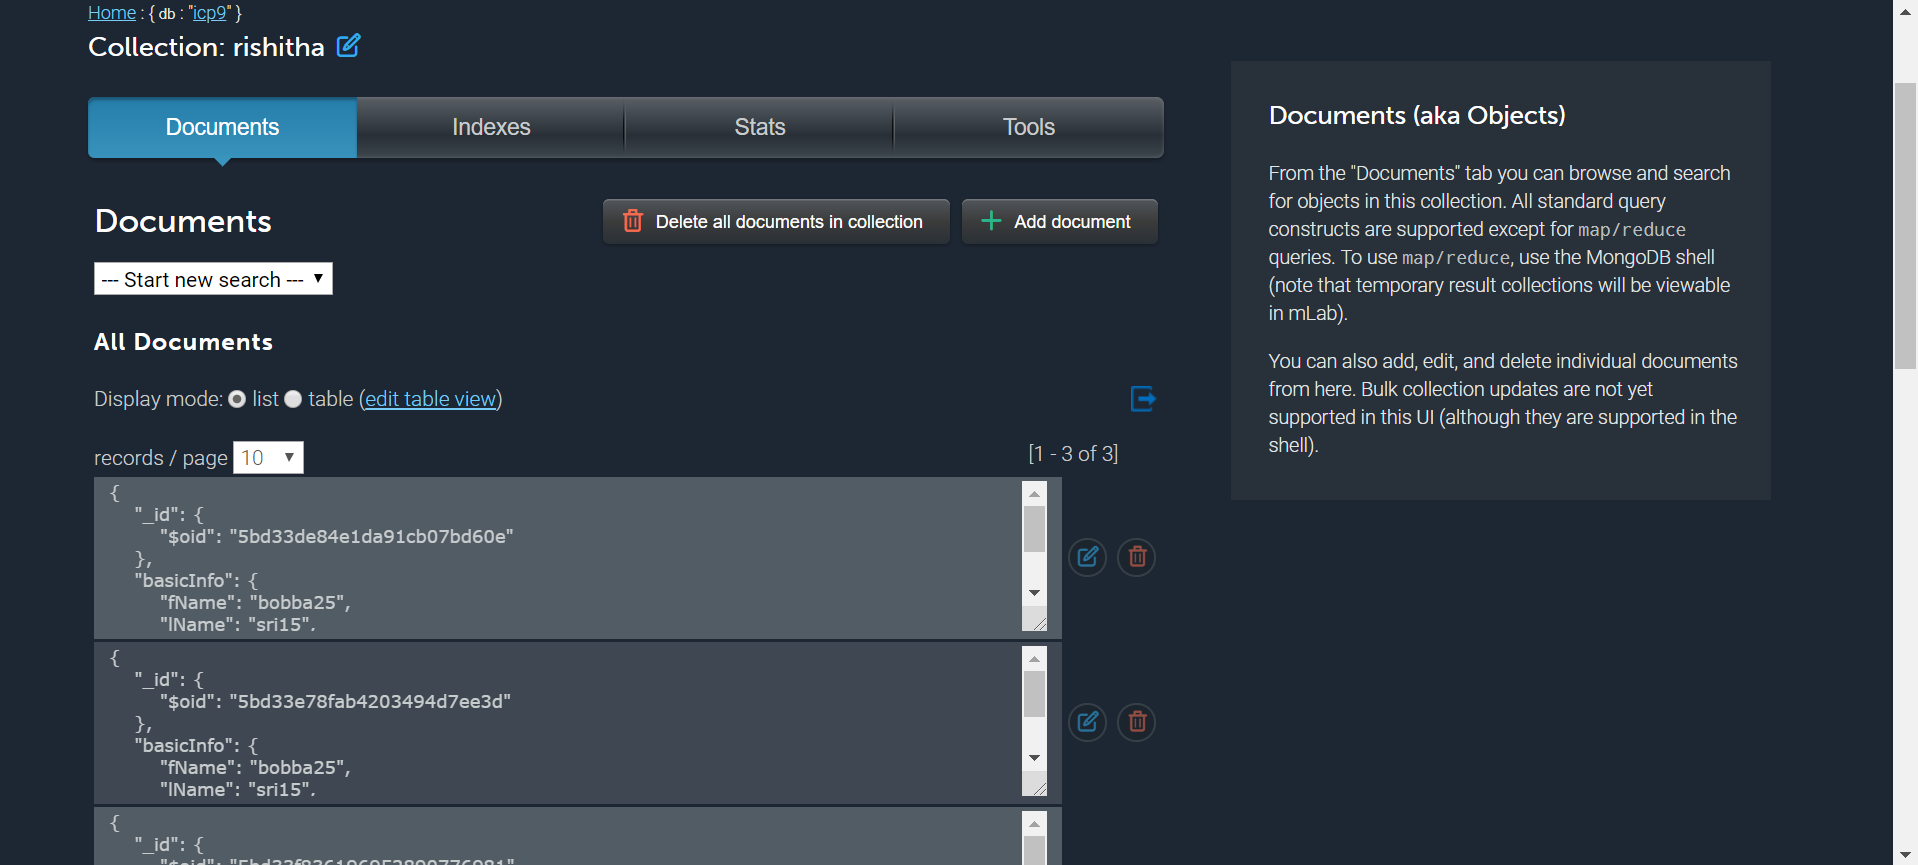 Home : { db : "icp9" }
Collection: rishitha
Documents Indexes Stats Tools
Documents
Delete all documents in collection
Add document
--- Start new search ---
All Documents
Display mode: list table (edit table view)
records / page 10
[1 - 3 of 3]
{
"_id": {
"$oid": "5bd33de84e1da91cb07bd60e"
},
"basicInfo": {
"fName": "bobba25",
"lName": "sri15",
{
"_id": {
"$oid": "5bd33e78fab4203494d7ee3d"
},
"basicInfo": {
"fName": "bobba25",
"lName": "sri15",
{
"_id": {
Documents (aka Objects)
From the "Documents" tab you can browse and search
for objects in this collection. All standard query
constructs are supported except for map/reduce
queries. To use map/reduce, use the MongoDB shell
(note that temporary result collections will be viewable
in mLab).
You can also add, edit, and delete individual documents
from here. Bulk collection updates are not yet
supported in this UI (although they are supported in the
shell).